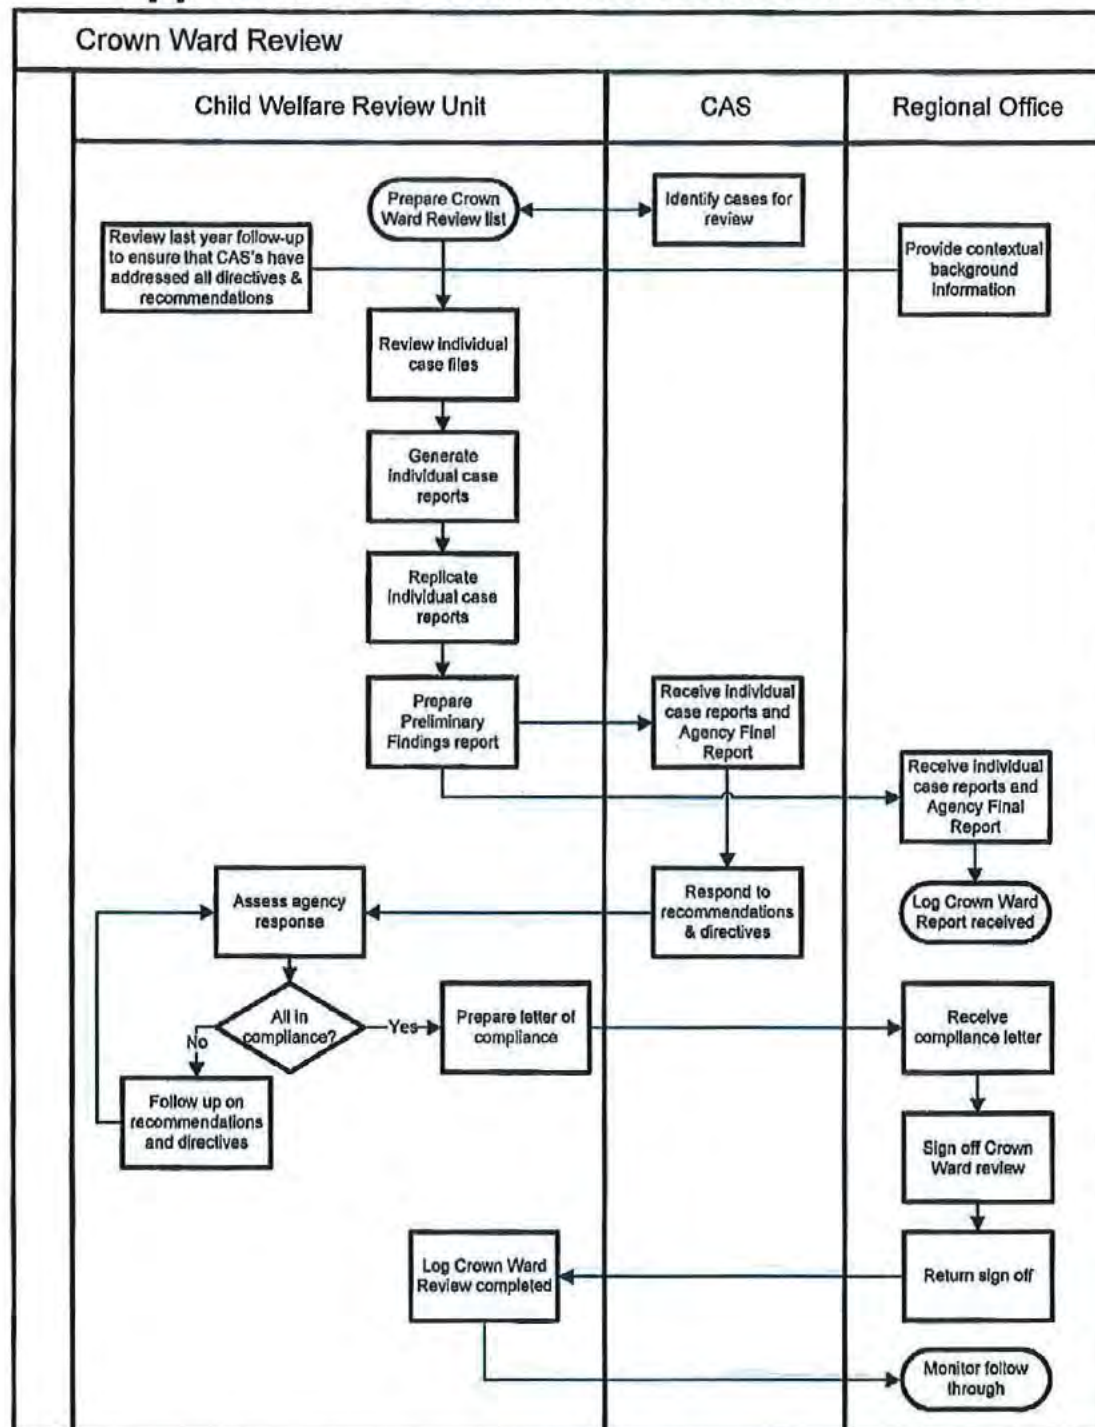 Crown Ward Review
Child Welfare Review Unit
CAS
Regional Office
Prepare Crown
Ward Review list
Identify cases for
review
Review last year follow-up
to ensure that CAS's have
addressed all directives &
recommendations
Provide contextual
background
information
Review individual
case files
Generate
individual case
reports
Replicate
individual case
reports
Prepare
Preliminary
Findings report
Receive individual
case reports and
Agency Final
Report
Receive individual
case reports and
Agency Final
Report
Assess agency
response
Respond to
recommendations
& directives
Log Crown Ward
Report received
All in
compliance?
Yes
No
Prepare letter of
compliance
Receive
compliance letter
Follow up on
recommendations
and directives
Sign off Crown
Ward review
Log Crown Ward
Review completed
Return sign off
Monitor follow
through